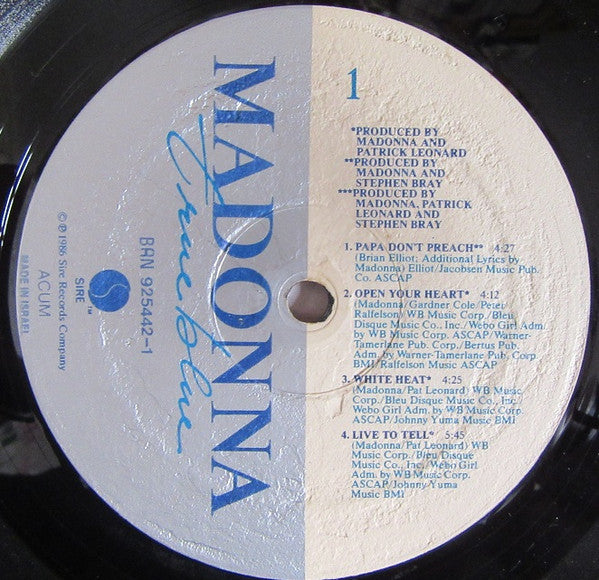 MADONNA
True Blue
BRN 925442-1
SIRE
TM
©℗ 1986 Sire Records Company
ACUM
MADE IN ISRAEL
1
*PRODUCED BY
MADONNA AND
PATRICK LEONARD
**PRODUCED BY
MADONNA AND
STEPHEN BRAY
***PRODUCED BY
MADONNA, PATRICK
LEONARD AND
STEPHEN BRAY
1. PAPA DON'T PREACH** 4:27
(Brian Elliot; Additional Lyrics by
Madonna) Elliot/Jacobsen Music Pub.
Co. ASCAP
2. OPEN YOUR HEART* 4:12
(Madonna/Gardner Cole/Peter
Rafelson) WB Music Corp./Bleu
Disque Music Co., Inc./Webo Girl Adm.
by WB Music Corp. ASCAP/Warner-
Tamerlane Pub. Corp./Bertus Pub.
Adm. by Warner-Tamerlane Pub. Corp.
BMI/Rafelson Music ASCAP
3. WHITE HEAT* 4:25
(Madonna/Pat Leonard) WB Music
Corp./Bleu Disque Music Co., Inc.
Webo Girl Adm. by WB Music Corp.
ASCAP/Johnny Yuma Music BMI
4. LIVE TO TELL* 5:45
(Madonna/Pat Leonard) WB
Music Corp./Bleu Disque
Music Co., Inc./Webo Girl
Adm. by WB Music Corp.
ASCAP/Johnny Yuma
Music BMI